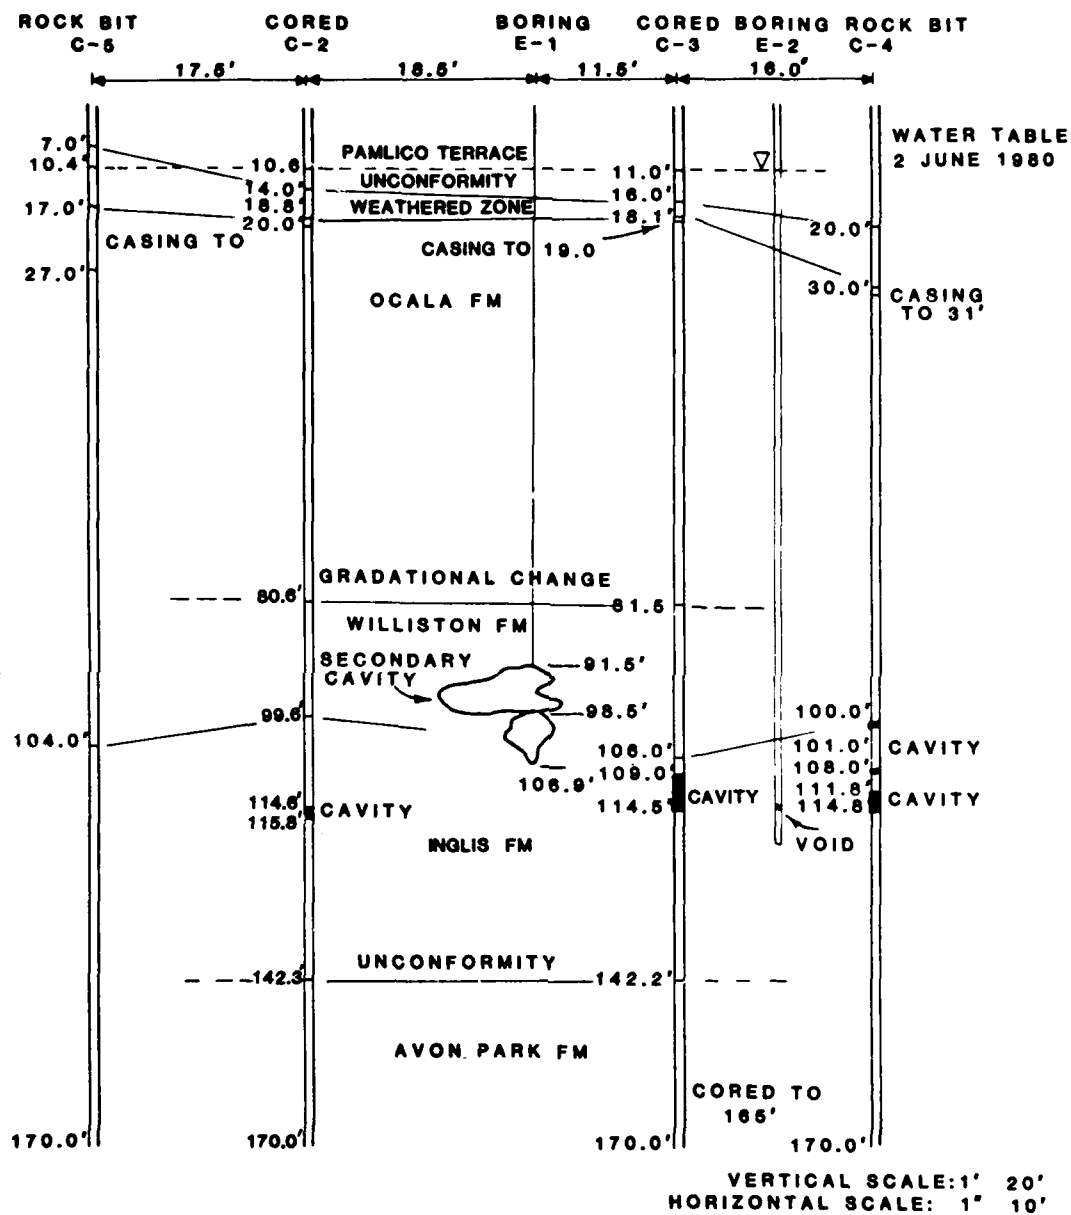 ROCK BIT CORED BORING CORED BORING ROCK BIT
C-5 C-2 E-1 C-3 E-2 C-4
17.5' 18.5' 11.5' 16.0'
7.0'
10.4' 10.6 PAMLICO TERRACE 11.0'
WATER TABLE
2 JUNE 1980
14.0' UNCONFORMITY 16.0'
17.0' 18.8' WEATHERED ZONE 18.1'
20.0' 20.0'
CASING TO CASING TO 19.0
27.0' 30.0'
CASING
TO 31'
OCALA FM
GRADATIONAL CHANGE
80.6' 81.5
WILLISTON FM
SECONDARY
CAVITY
91.5'
99.6' 98.5' 100.0'
104.0' 106.0' 101.0' CAVITY
106.9' 109.0' 108.0'
111.8'
114.6' CAVITY 114.5' CAVITY 114.8 CAVITY
115.8'
INGLIS FM VOID
UNCONFORMITY
142.3' 142.2'
AVON PARK FM
CORED TO
165'
170.0' 170.0' 170.0' 170.0'
VERTICAL SCALE: 1' 20'
HORIZONTAL SCALE: 1" 10'